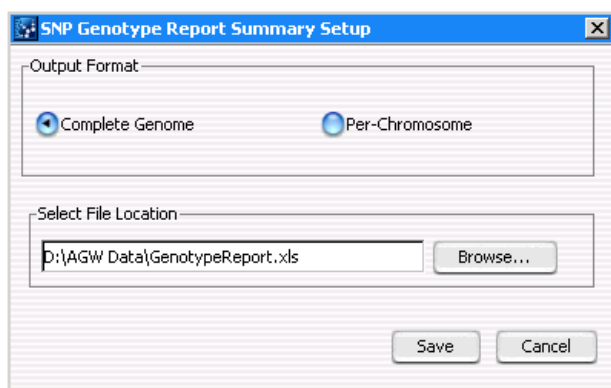 SNP Genotype Report Summary Setup
Output Format
Complete Genome
Per-Chromosome
Select File Location
D:\AGW Data\GenotypeReport.xls
Browse...
Save
Cancel